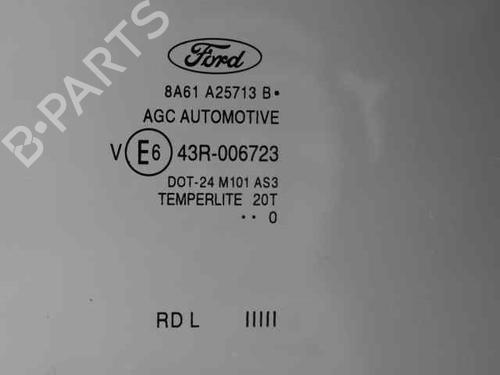 Ford
8A61 A25713 B•
AGC AUTOMOTIVE
V E6 43R-006723
DOT-24 M101 AS3
TEMPERLITE 20T
·· 0
RD L IIIII
B-PARTS